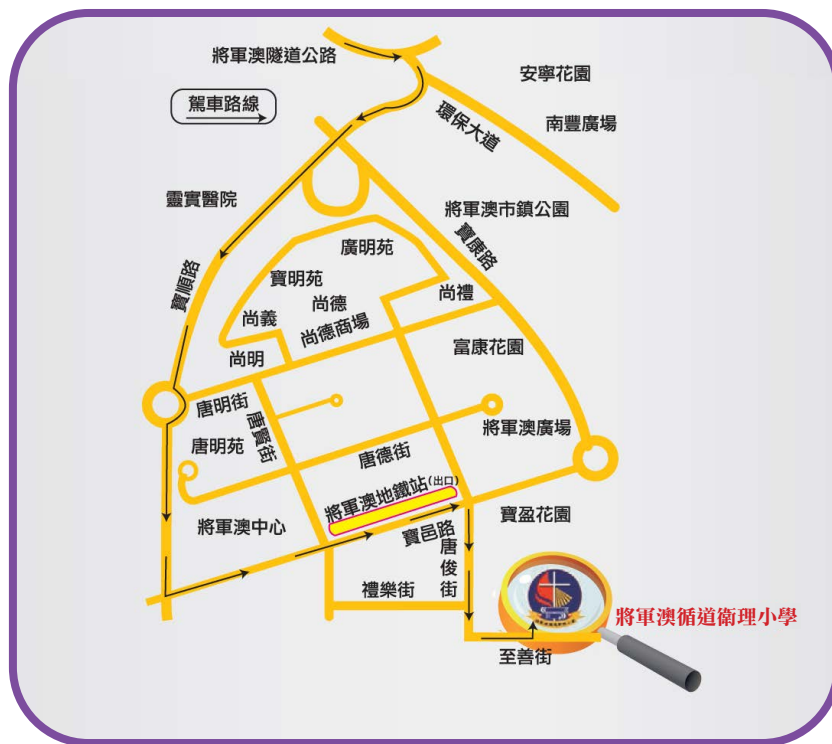 將軍澳隧道公路
安寧花園
駕車路線
環保大道
南豐廣場
靈實醫院
將軍澳市鎮公園
寶康路
廣明苑
寶明苑
寶順路
尚德
尚禮
尚義
尚德商場
尚明
富康花園
唐明街
唐賢街
唐明苑
將軍澳廣場
唐德街
將軍澳地鐵站(出口)
將軍澳中心
寶邑路
寶盈花園
唐俊街
禮樂街
將軍澳循道衛理小學
至善街